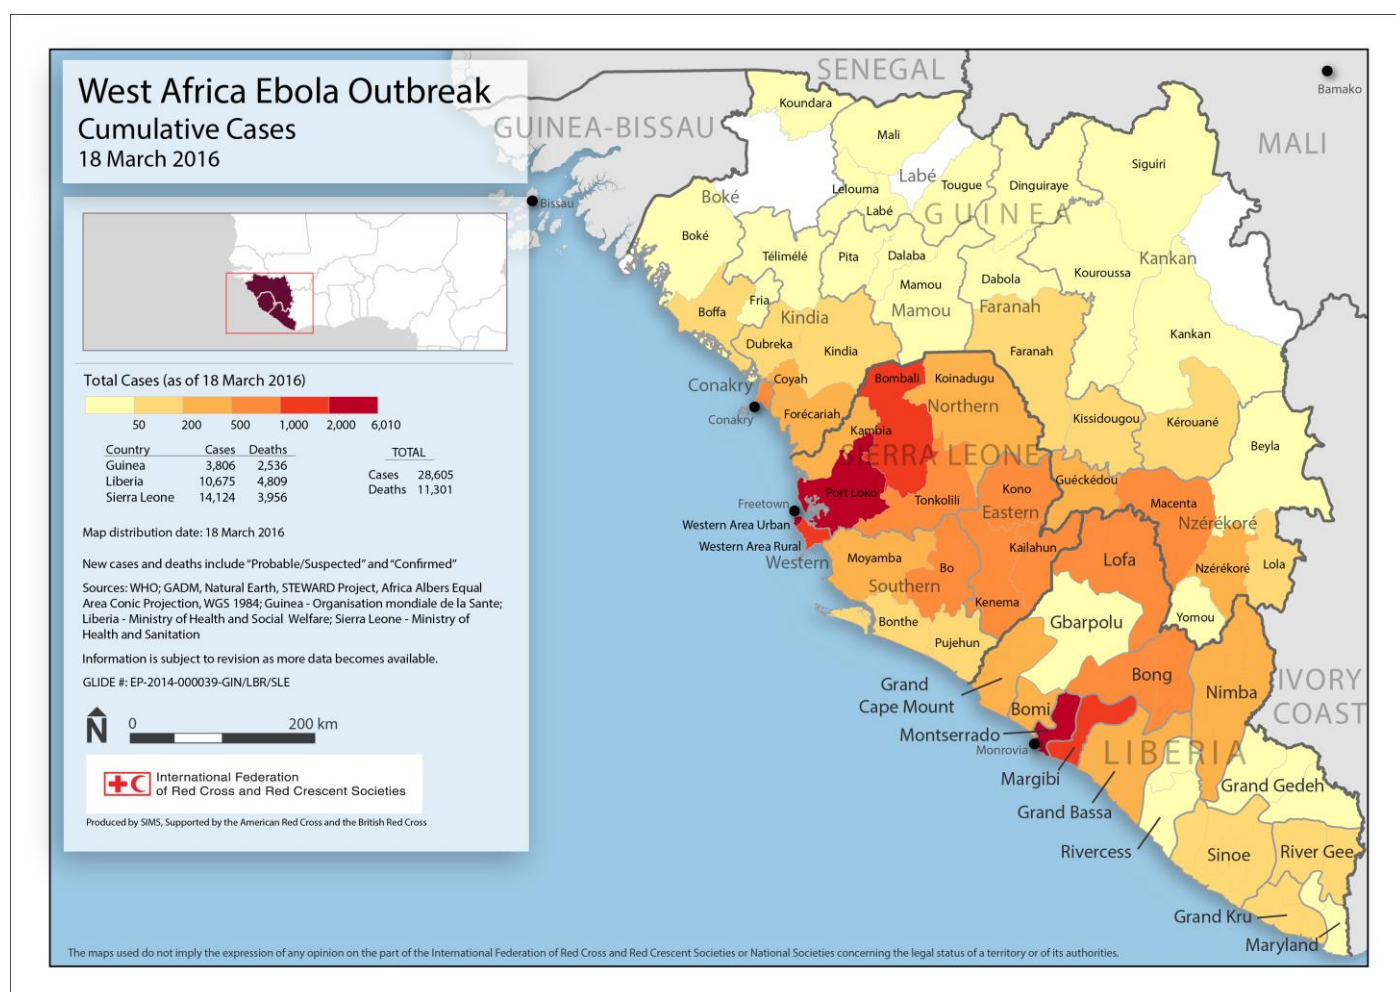 West Africa Ebola Outbreak
Cumulative Cases
18 March 2016
Total Cases (as of 18 March 2016)
50 200 500 1,000 2,000 6,010
Country Cases Deaths
Guinea 3,806 2,536
Liberia 10,675 4,809
Sierra Leone 14,124 3,956
TOTAL
Cases 28,605
Deaths 11,301
Map distribution date: 18 March 2016
New cases and deaths include “Probable/Suspected” and “Confirmed”
Sources: WHO; GADM, Natural Earth, STEWARD Project, Africa Albers Equal
Area Conic Projection, WGS 1984; Guinea - Organisation mondiale de la Sante;
Liberia - Ministry of Health and Social Welfare; Sierra Leone - Ministry of
Health and Sanitation
Information is subject to revision as more data becomes available.
GLIDE #: EP-2014-000039-GIN/LBR/SLE
N
0 200 km
International Federation
of Red Cross and Red Crescent Societies
Produced by SIMS, Supported by the American Red Cross and the British Red Cross
SENEGAL
Bamako
Koundara
GUINEA-BISSAU
Mali
MALI
Siguiri
Labé
Lelouma
Tougue
Dinguiraye
Boké
Bissau
Labé
GUINEA
Boké
Télimélé
Pita
Dalaba
Kankan
Kouroussa
Dabola
Mamou
Fria
Boffa
Kindia
Mamou
Faranah
Kankan
Dubreka
Kindia
Faranah
Conakry
Coyah
Bombali
Koinadugu
Conakry
Forécariah
Northern
Kissidougou
Kérouané
Kambia
Beyla
SIERRA LEONE
Guéckédou
Port Loko
Tonkolili
Kono
Macenta
Freetown
Eastern
Nzérékoré
Western Area Urban
Western Area Rural
Western
Moyamba
Kailahun
Lofa
Bo
Nzérékoré
Lola
Southern
Kenema
Bonthe
Gbarpolu
Yomou
Pujehun
Bong
Grand
Cape Mount
Nimba
IVORY
COAST
Bomi
Montserrado
Monrovia
LIBERIA
Margibi
Grand Gedeh
Grand Bassa
Rivercess
Sinoe
River Gee
Grand Kru
Maryland
The maps used do not imply the expression of any opinion on the part of the International Federation of Red Cross and Red Crescent Societies or National Societies concerning the legal status of a territory or of its authorities.